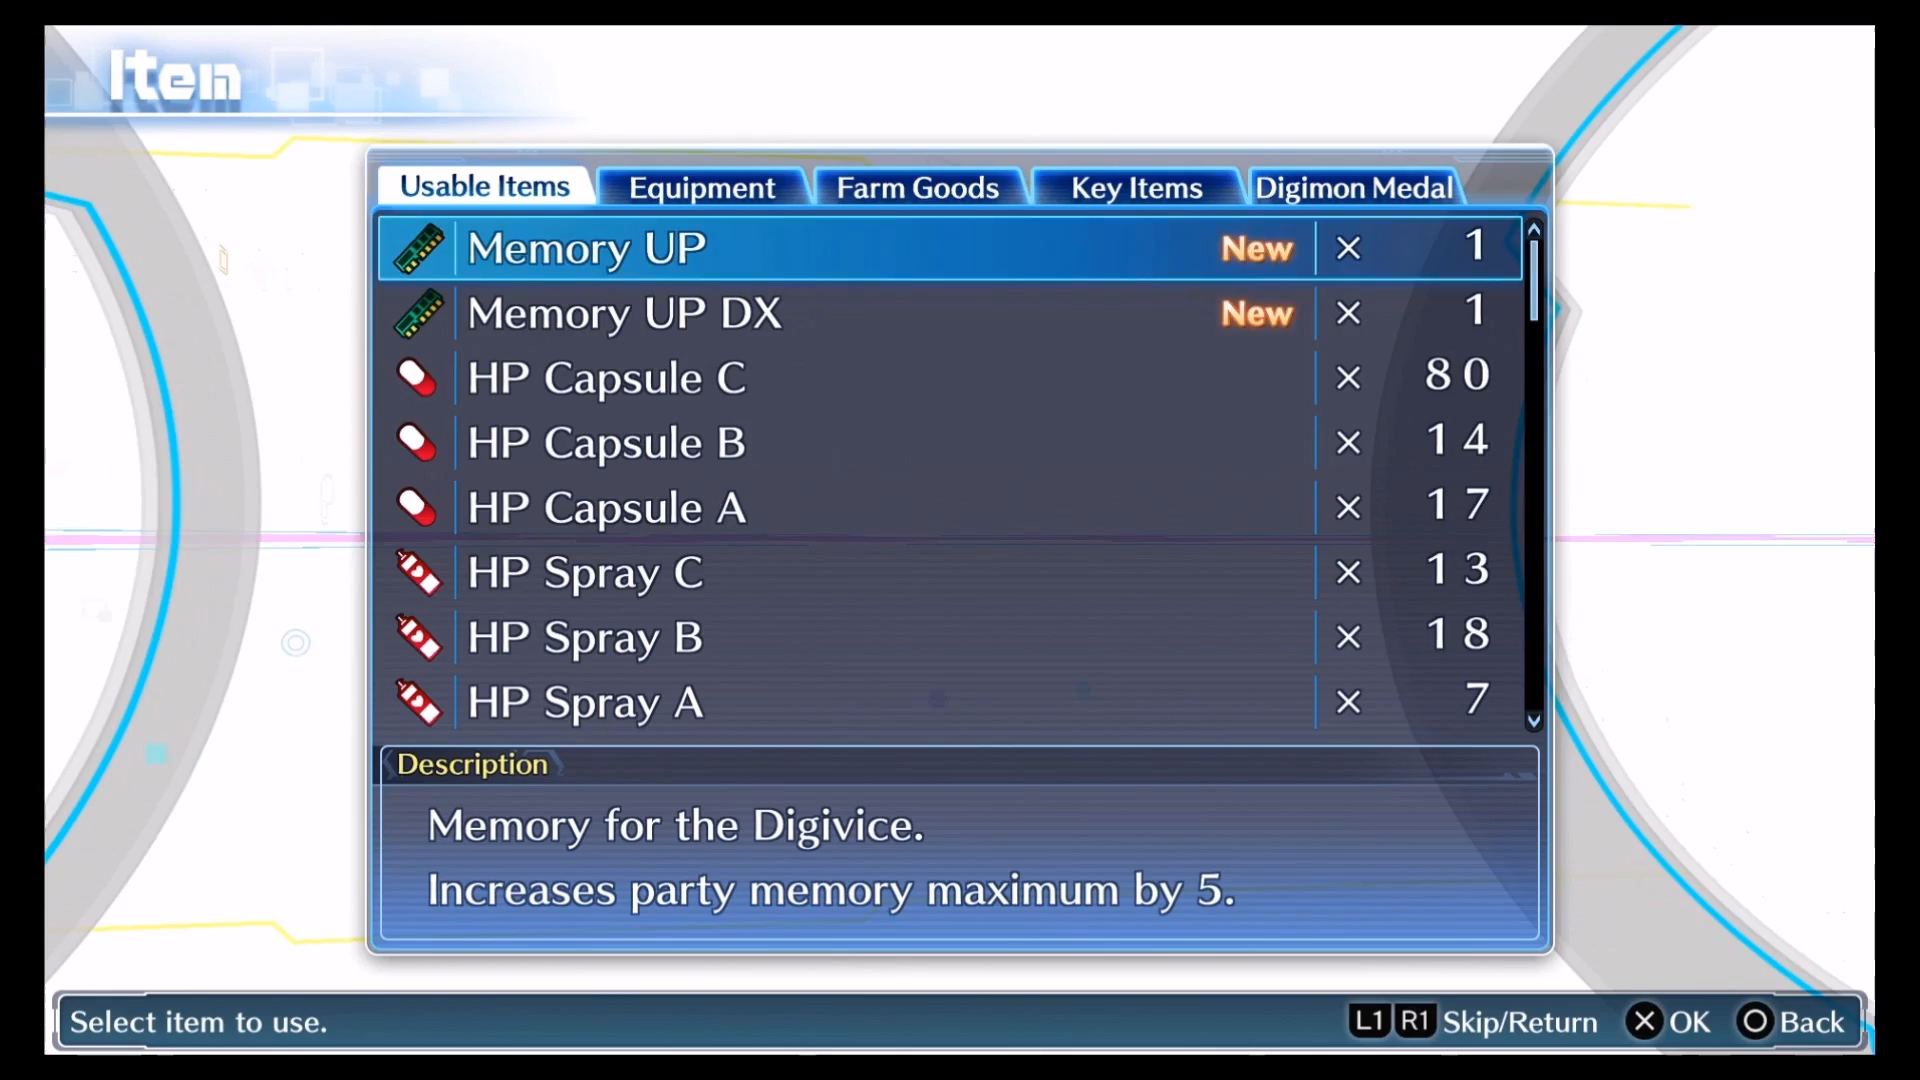 Item
Usable Items Equipment Farm Goods Key Items Digimon Medal
Memory UP New × 1
Memory UP DX New × 1
HP Capsule C × 80
HP Capsule B × 14
HP Capsule A × 17
HP Spray C × 13
HP Spray B × 18
HP Spray A × 7
Description
Memory for the Digivice.
Increases party memory maximum by 5.
Select item to use. L1 R1 Skip/Return OK Back